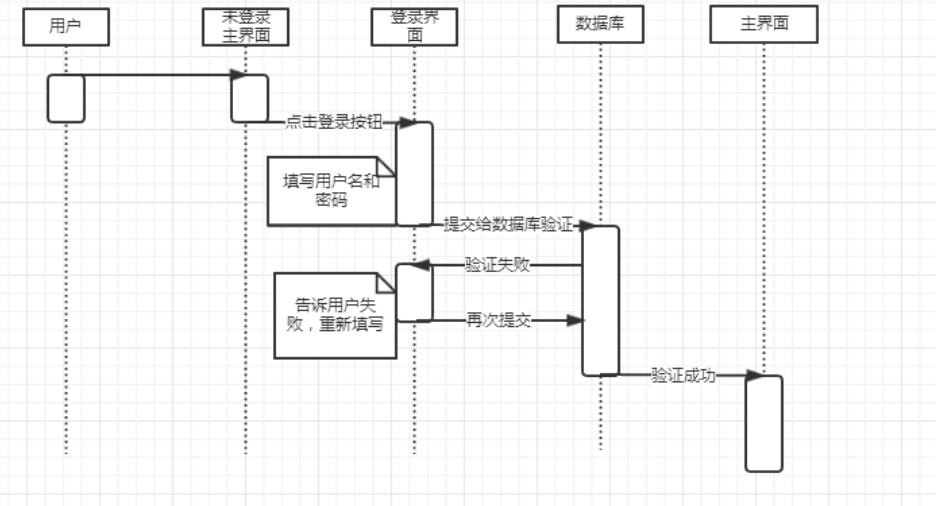 用户
未登录
主界面
登录界
面
数据库
主界面
点击登录按钮
填写用户名和
密码
提交给数据库验证
验证失败
告诉用户失
败，重新填写
再次提交
验证成功